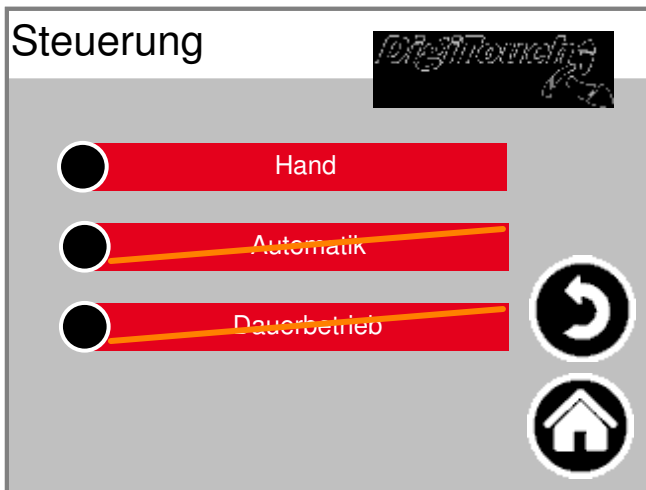 Steuerung
DigiTouch
Hand
Automatik
Dauerbetrieb